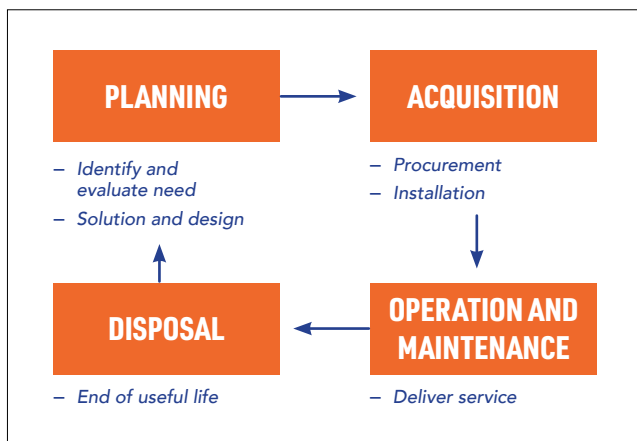 PLANNING
– Identify and
evaluate need
– Solution and design
ACQUISITION
– Procurement
– Installation
OPERATION AND
MAINTENANCE
– Deliver service
DISPOSAL
– End of useful life